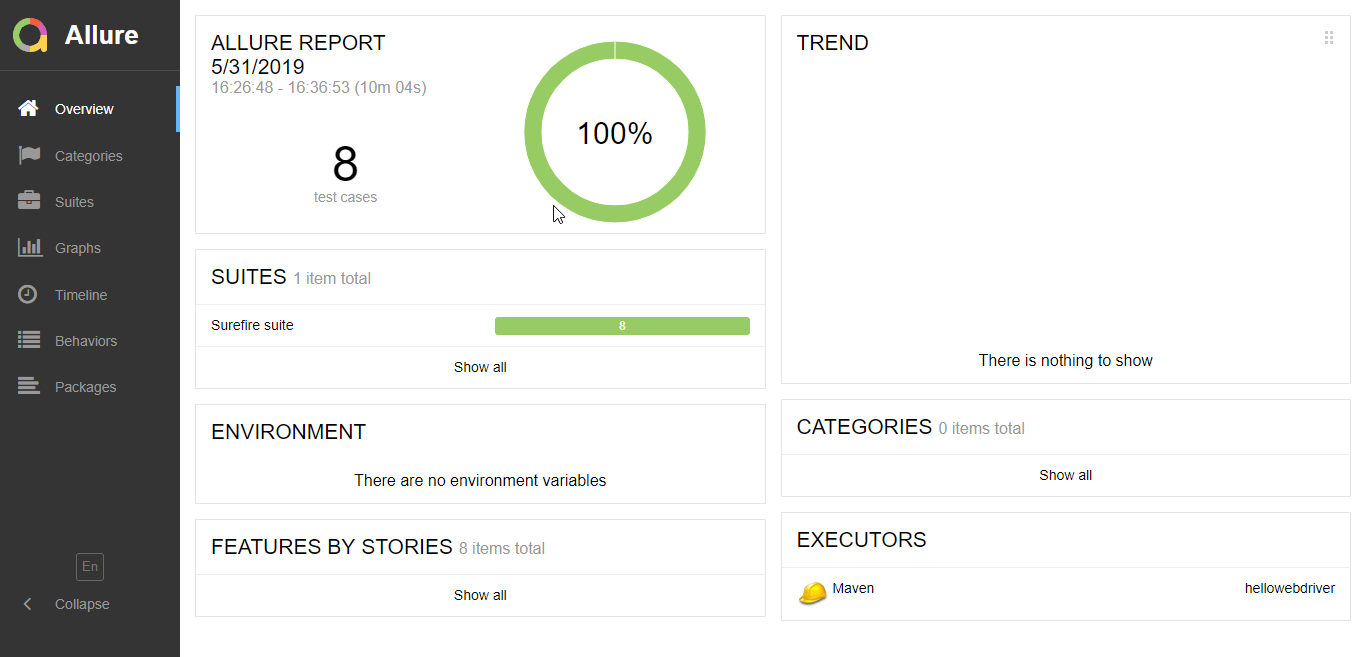 Allure
Overview
Categories
Suites
Graphs
Timeline
Behaviors
Packages
En
Collapse
ALLURE REPORT
5/31/2019
16:26:48 - 16:36:53 (10m 04s)
8
test cases
100%
SUITES 1 item total
Surefire suite 8
Show all
ENVIRONMENT
There are no environment variables
FEATURES BY STORIES 8 items total
Show all
TREND
There is nothing to show
CATEGORIES 0 items total
Show all
EXECUTORS
Maven hellowebdriver